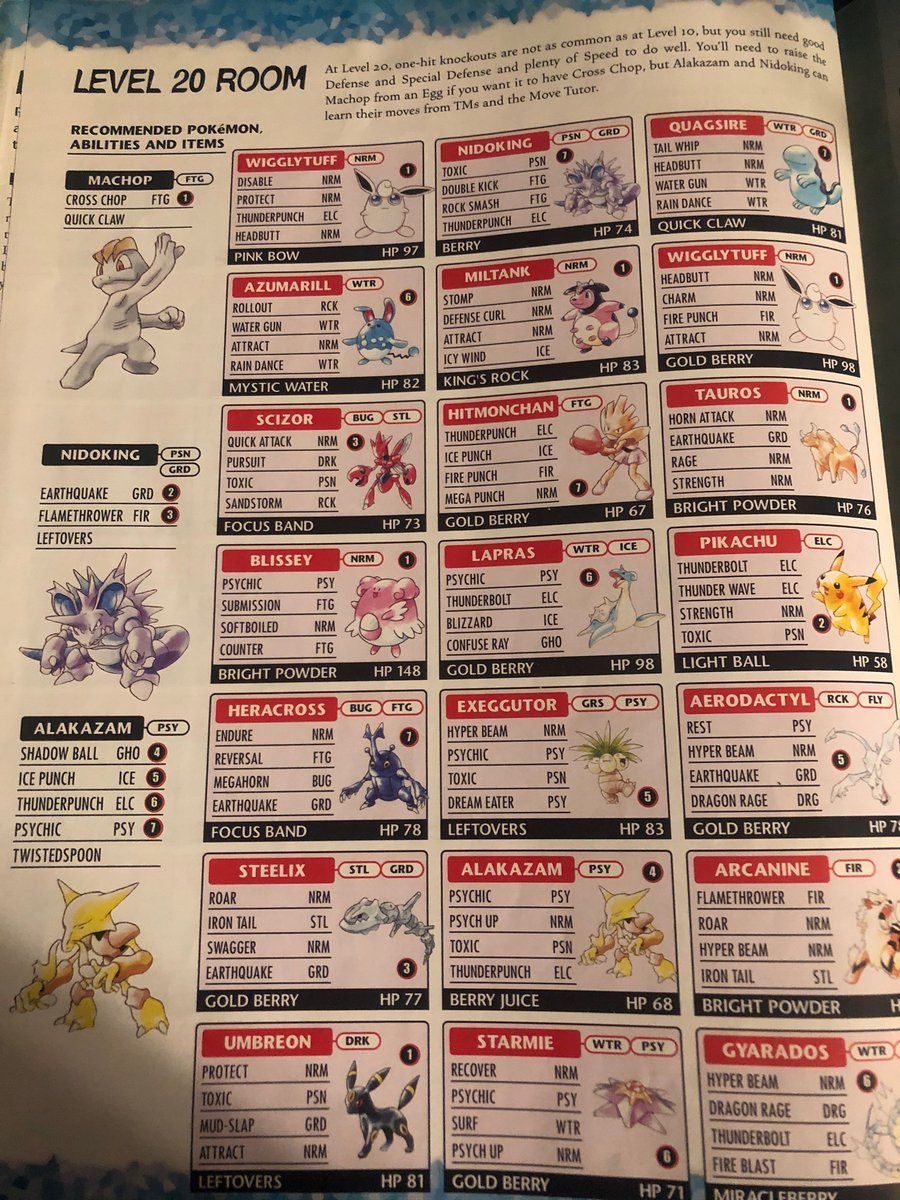 LEVEL 20 ROOM
At Level 20, one-hit knockouts are not as common as at Level 10, but you still need good
Defense and Special Defense and plenty of Speed to do well. You'll need to raise the
Machop from an Egg if you want it to have Cross Chop, but Alakazam and Nidoking can
learn their moves from TMs and the Move Tutor.
RECOMMENDED POKéMON,
ABILITIES AND ITEMS
MACHOP FTG
CROSS CHOP FTG 1
QUICK CLAW
NIDOKING PSN
GRD
EARTHQUAKE GRD 2
FLAMETHROWER FIR 3
LEFTOVERS
ALAKAZAM PSY
SHADOW BALL GHO 4
ICE PUNCH ICE 5
THUNDERPUNCH ELC 6
PSYCHIC PSY 7
TWISTEDSPOON
WIGGLYTUFF NRM
DISABLE NRM 1
PROTECT NRM
THUNDERPUNCH ELC
HEADBUTT NRM
PINK BOW HP 97
NIDOKING PSN GRD
TOXIC PSN 7
DOUBLE KICK FTG
ROCK SMASH FTG
THUNDERPUNCH ELC
BERRY HP 74
QUAGSIRE WTR GRD
TAIL WHIP NRM 7
HEADBUTT NRM
WATER GUN WTR
RAIN DANCE WTR
QUICK CLAW HP 81
AZUMARILL WTR
ROLLOUT RCK 6
WATER GUN WTR
ATTRACT NRM
RAIN DANCE WTR
MYSTIC WATER HP 82
MILTANK NRM 1
STOMP NRM
DEFENSE CURL NRM
ATTRACT NRM
ICY WIND ICE
KING'S ROCK HP 83
WIGGLYTUFF NRM
HEADBUTT NRM 1
CHARM NRM
FIRE PUNCH FIR
ATTRACT NRM
GOLD BERRY HP 98
SCIZOR BUG STL
QUICK ATTACK NRM 3
PURSUIT DRK
TOXIC PSN
SANDSTORM RCK
FOCUS BAND HP 73
HITMONCHAN FTG
THUNDERPUNCH ELC
ICE PUNCH ICE
FIRE PUNCH FIR
MEGA PUNCH NRM 7
GOLD BERRY HP 67
TAUROS NRM 1
HORN ATTACK NRM
EARTHQUAKE GRD
RAGE NRM
STRENGTH NRM
BRIGHT POWDER HP 76
BLISSEY NRM 1
PSYCHIC PSY
SUBMISSION FTG
SOFTBOILED NRM
COUNTER FTG
BRIGHT POWDER HP 148
LAPRAS WTR ICE
PSYCHIC PSY 6
THUNDERBOLT ELC
BLIZZARD ICE
CONFUSE RAY GHO
GOLD BERRY HP 98
PIKACHU ELC
THUNDERBOLT ELC
THUNDER WAVE ELC
STRENGTH NRM
TOXIC PSN 2
LIGHT BALL HP 58
HERACROSS BUG FTG
ENDURE NRM 7
REVERSAL FTG
MEGAHORN BUG
EARTHQUAKE GRD
FOCUS BAND HP 78
EXEGGUTOR GRS PSY
HYPER BEAM NRM
PSYCHIC PSY
TOXIC PSN
DREAM EATER PSY 5
LEFTOVERS HP 83
AERODACTYL RCK FLY
REST PSY
HYPER BEAM NRM 5
EARTHQUAKE GRD
DRAGON RAGE DRG
GOLD BERRY
STEELIX STL GRD
ROAR NRM
IRON TAIL STL
SWAGGER NRM
EARTHQUAKE GRD 3
GOLD BERRY HP 77
ALAKAZAM PSY 4
PSYCHIC PSY
PSYCH UP NRM
TOXIC PSN
THUNDERPUNCH ELC
BERRY JUICE HP 68
ARCANINE FIR
FLAMETHROWER FIR
ROAR NRM
HYPER BEAM NRM
IRON TAIL STL
BRIGHT POWDER
UMBREON DRK 1
PROTECT NRM
TOXIC PSN
MUD-SLAP GRD
ATTRACT NRM
LEFTOVERS HP 81
STARMIE WTR PSY
RECOVER NRM
PSYCHIC PSY
SURF WTR
PSYCH UP NRM 6
GOLD BERRY HP 71
GYARADOS WTR
HYPER BEAM NRM 6
DRAGON RAGE DRG
THUNDERBOLT ELC
FIRE BLAST FIR
MIRACLEBERRY